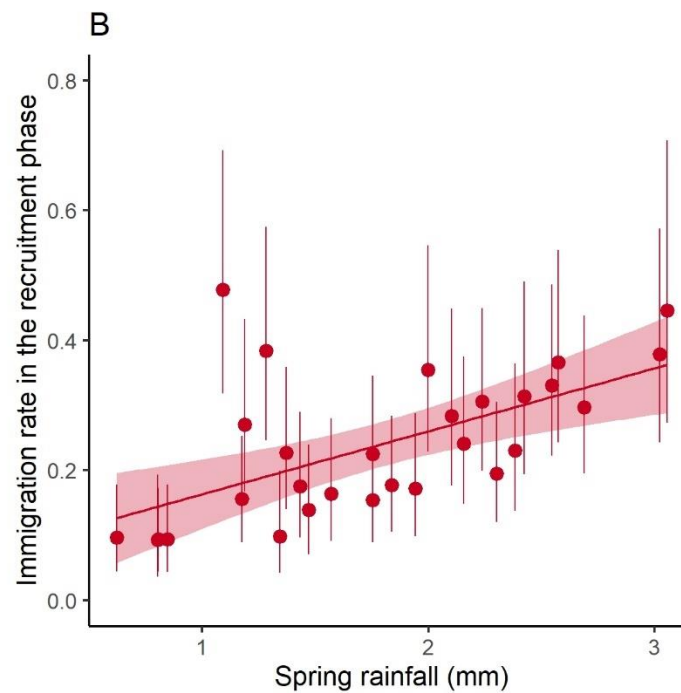 B
Immigration rate in the recruitment phase
0.8
0.6
0.4
0.2
0.0
1
2
3
Spring rainfall (mm)